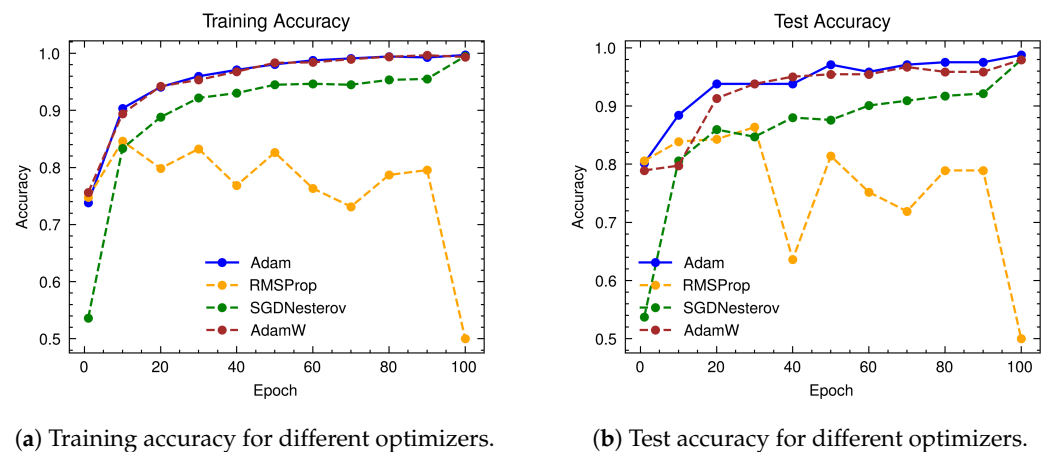 Training Accuracy
1.0
0.9
0.8
0.7
0.6
0.5
Accuracy
0 20 40 60 80 100
Epoch
Adam
RMSProp
SGDNesterov
AdamW
(a) Training accuracy for different optimizers.
Test Accuracy
1.0
0.9
0.8
0.7
0.6
0.5
Accuracy
0 20 40 60 80 100
Epoch
Adam
RMSProp
SGDNesterov
AdamW
(b) Test accuracy for different optimizers.